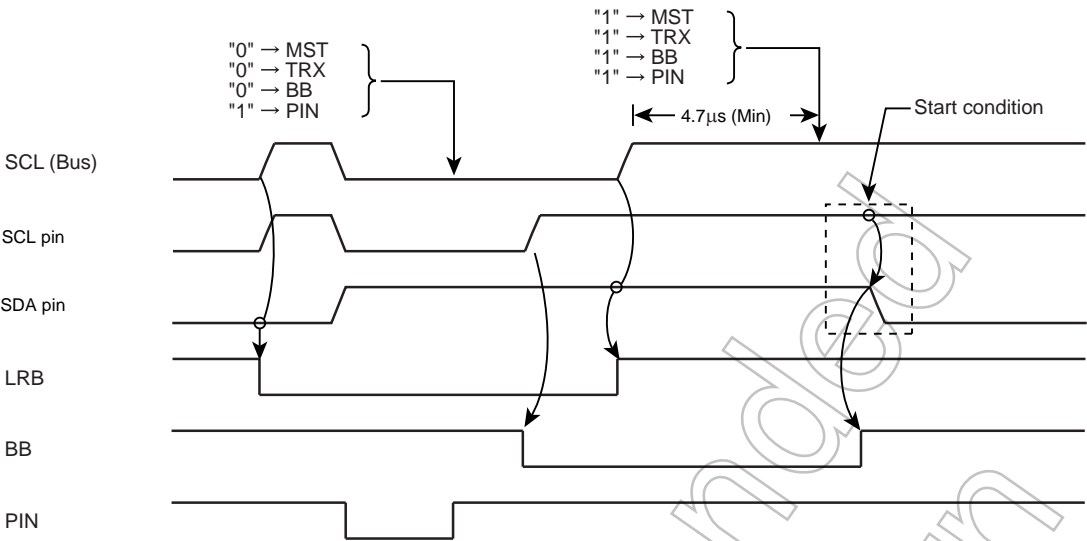 "0" → MST
"0" → TRX
"0" → BB
"1" → PIN
"1" → MST
"1" → TRX
"1" → BB
"1" → PIN
4.7μs (Min)
Start condition
SCL (Bus)
SCL pin
SDA pin
LRB
BB
PIN